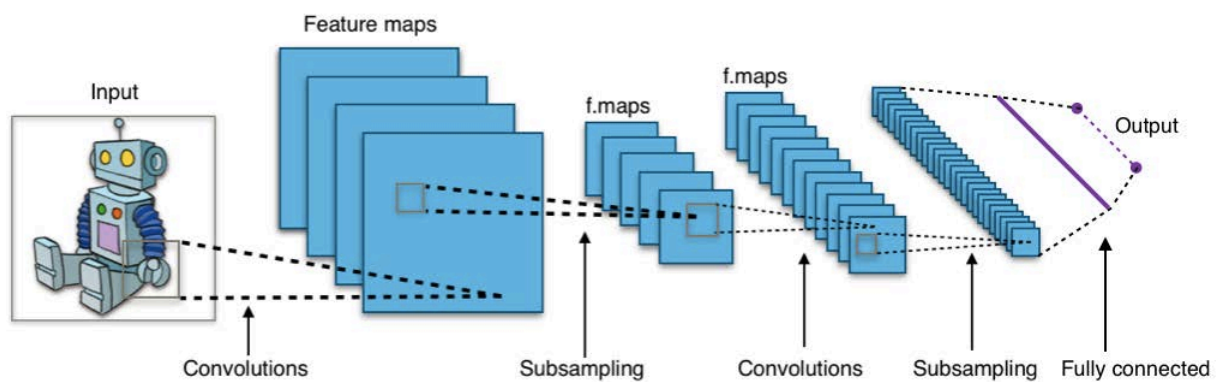 Feature maps
f.maps
f.maps
Input
Output
Convolutions
Subsampling
Convolutions
Subsampling
Fully connected